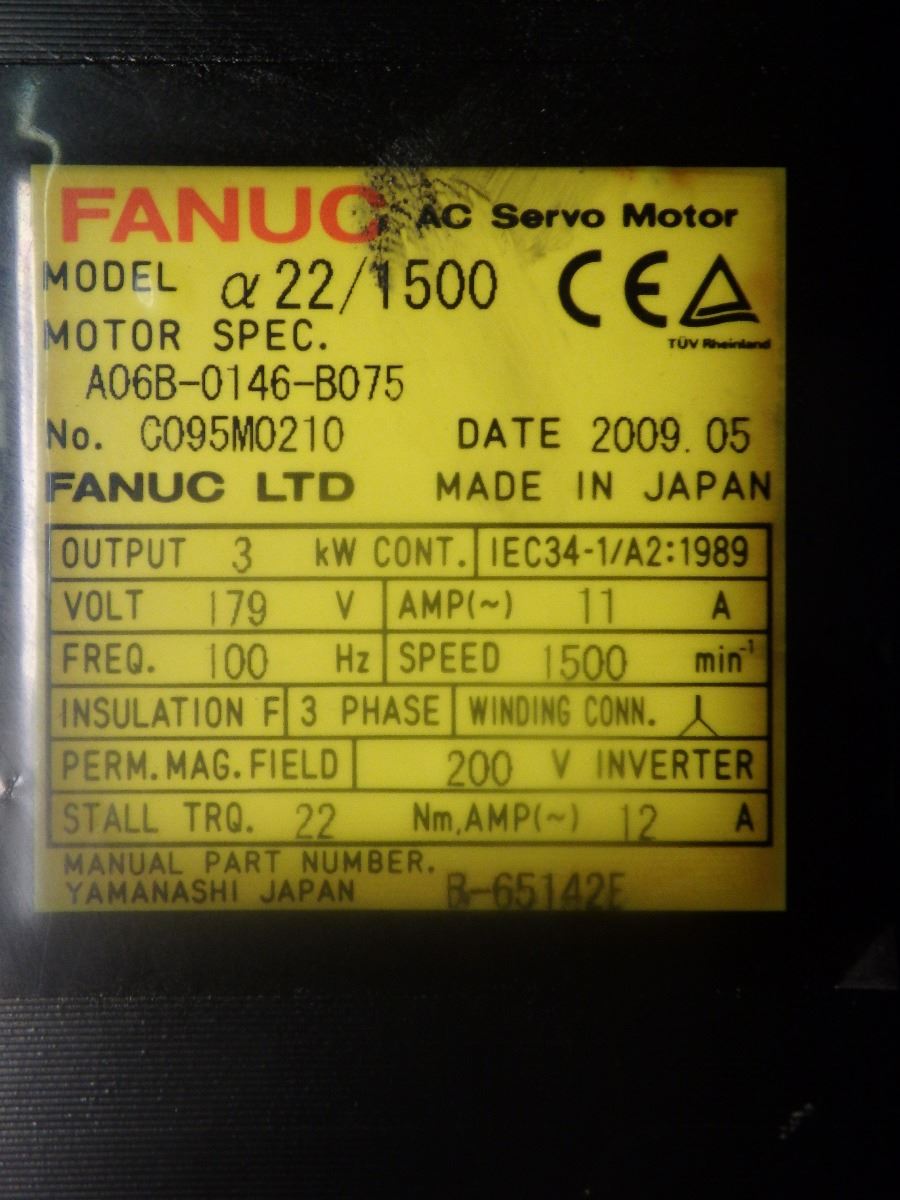 FANUC AC Servo Motor
MODEL α22/1500 CE
TÜV Rheinland
MOTOR SPEC.
A06B-0146-B075
No. C095M0210 DATE 2009.05
FANUC LTD MADE IN JAPAN
OUTPUT 3 kW CONT. IEC34-1/A2:1989
VOLT 179 V AMP(~) 11 A
FREQ. 100 Hz SPEED 1500 min⁻¹
INSULATION F 3 PHASE WINDING CONN.
PERM.MAG.FIELD 200 V INVERTER
STALL TRQ. 22 Nm,AMP(~) 12 A
MANUAL PART NUMBER.
YAMANASHI JAPAN B-65142E